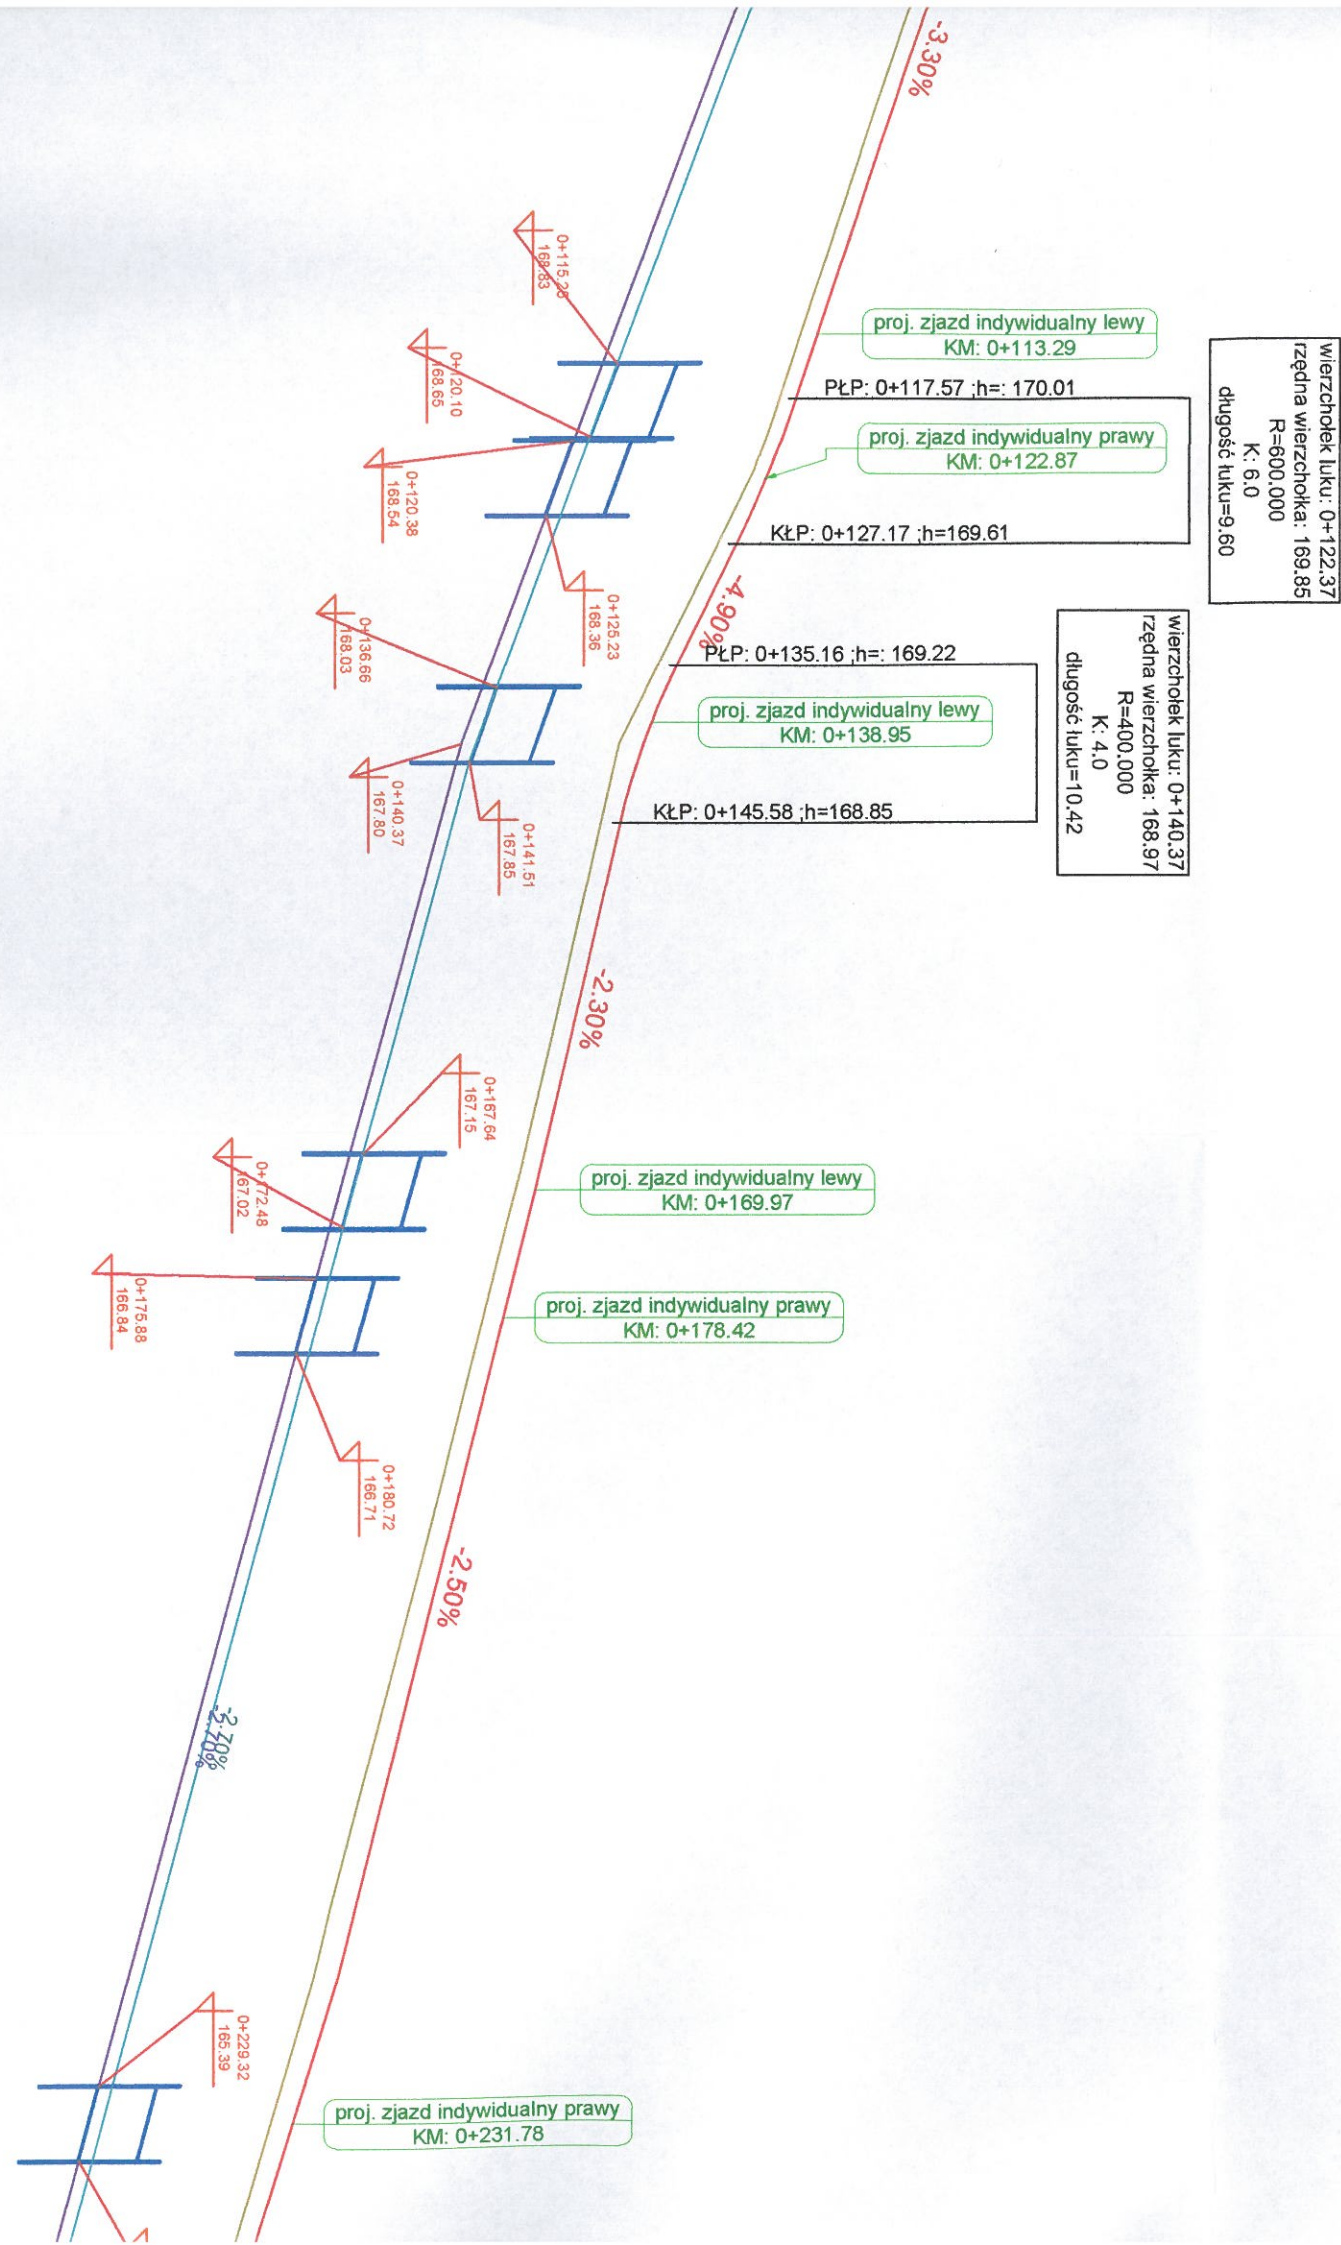 -3.30%
wierzchołek łuku: 0+122.37
rzędna wierzchołka: 169.85
R=600.000
K: 6.0
długość łuku=9.60
proj. zjazd indywidualny lewy
KM: 0+113.29
PŁP: 0+117.57 ;h=: 170.01
proj. zjazd indywidualny prawy
KM: 0+122.87
KŁP: 0+127.17 ;h=169.61
0+115.26
168.83
0+120.10
168.65
0+120.38
168.54
0+125.23
168.36
-4.90%
wierzchołek łuku: 0+140.37
rzędna wierzchołka: 168.97
R=400.000
K: 4.0
długość łuku=10.42
PŁP: 0+135.16 ;h=: 169.22
proj. zjazd indywidualny lewy
KM: 0+138.95
KŁP: 0+145.58 ;h=168.85
0+136.66
168.03
0+140.37
167.80
0+141.51
167.85
-2.30%
0+167.64
167.15
0+172.48
167.02
proj. zjazd indywidualny lewy
KM: 0+169.97
0+175.88
166.84
proj. zjazd indywidualny prawy
KM: 0+178.42
0+180.72
166.71
-2.50%
-2.70%
-2.70%
0+229.32
165.39
proj. zjazd indywidualny prawy
KM: 0+231.78